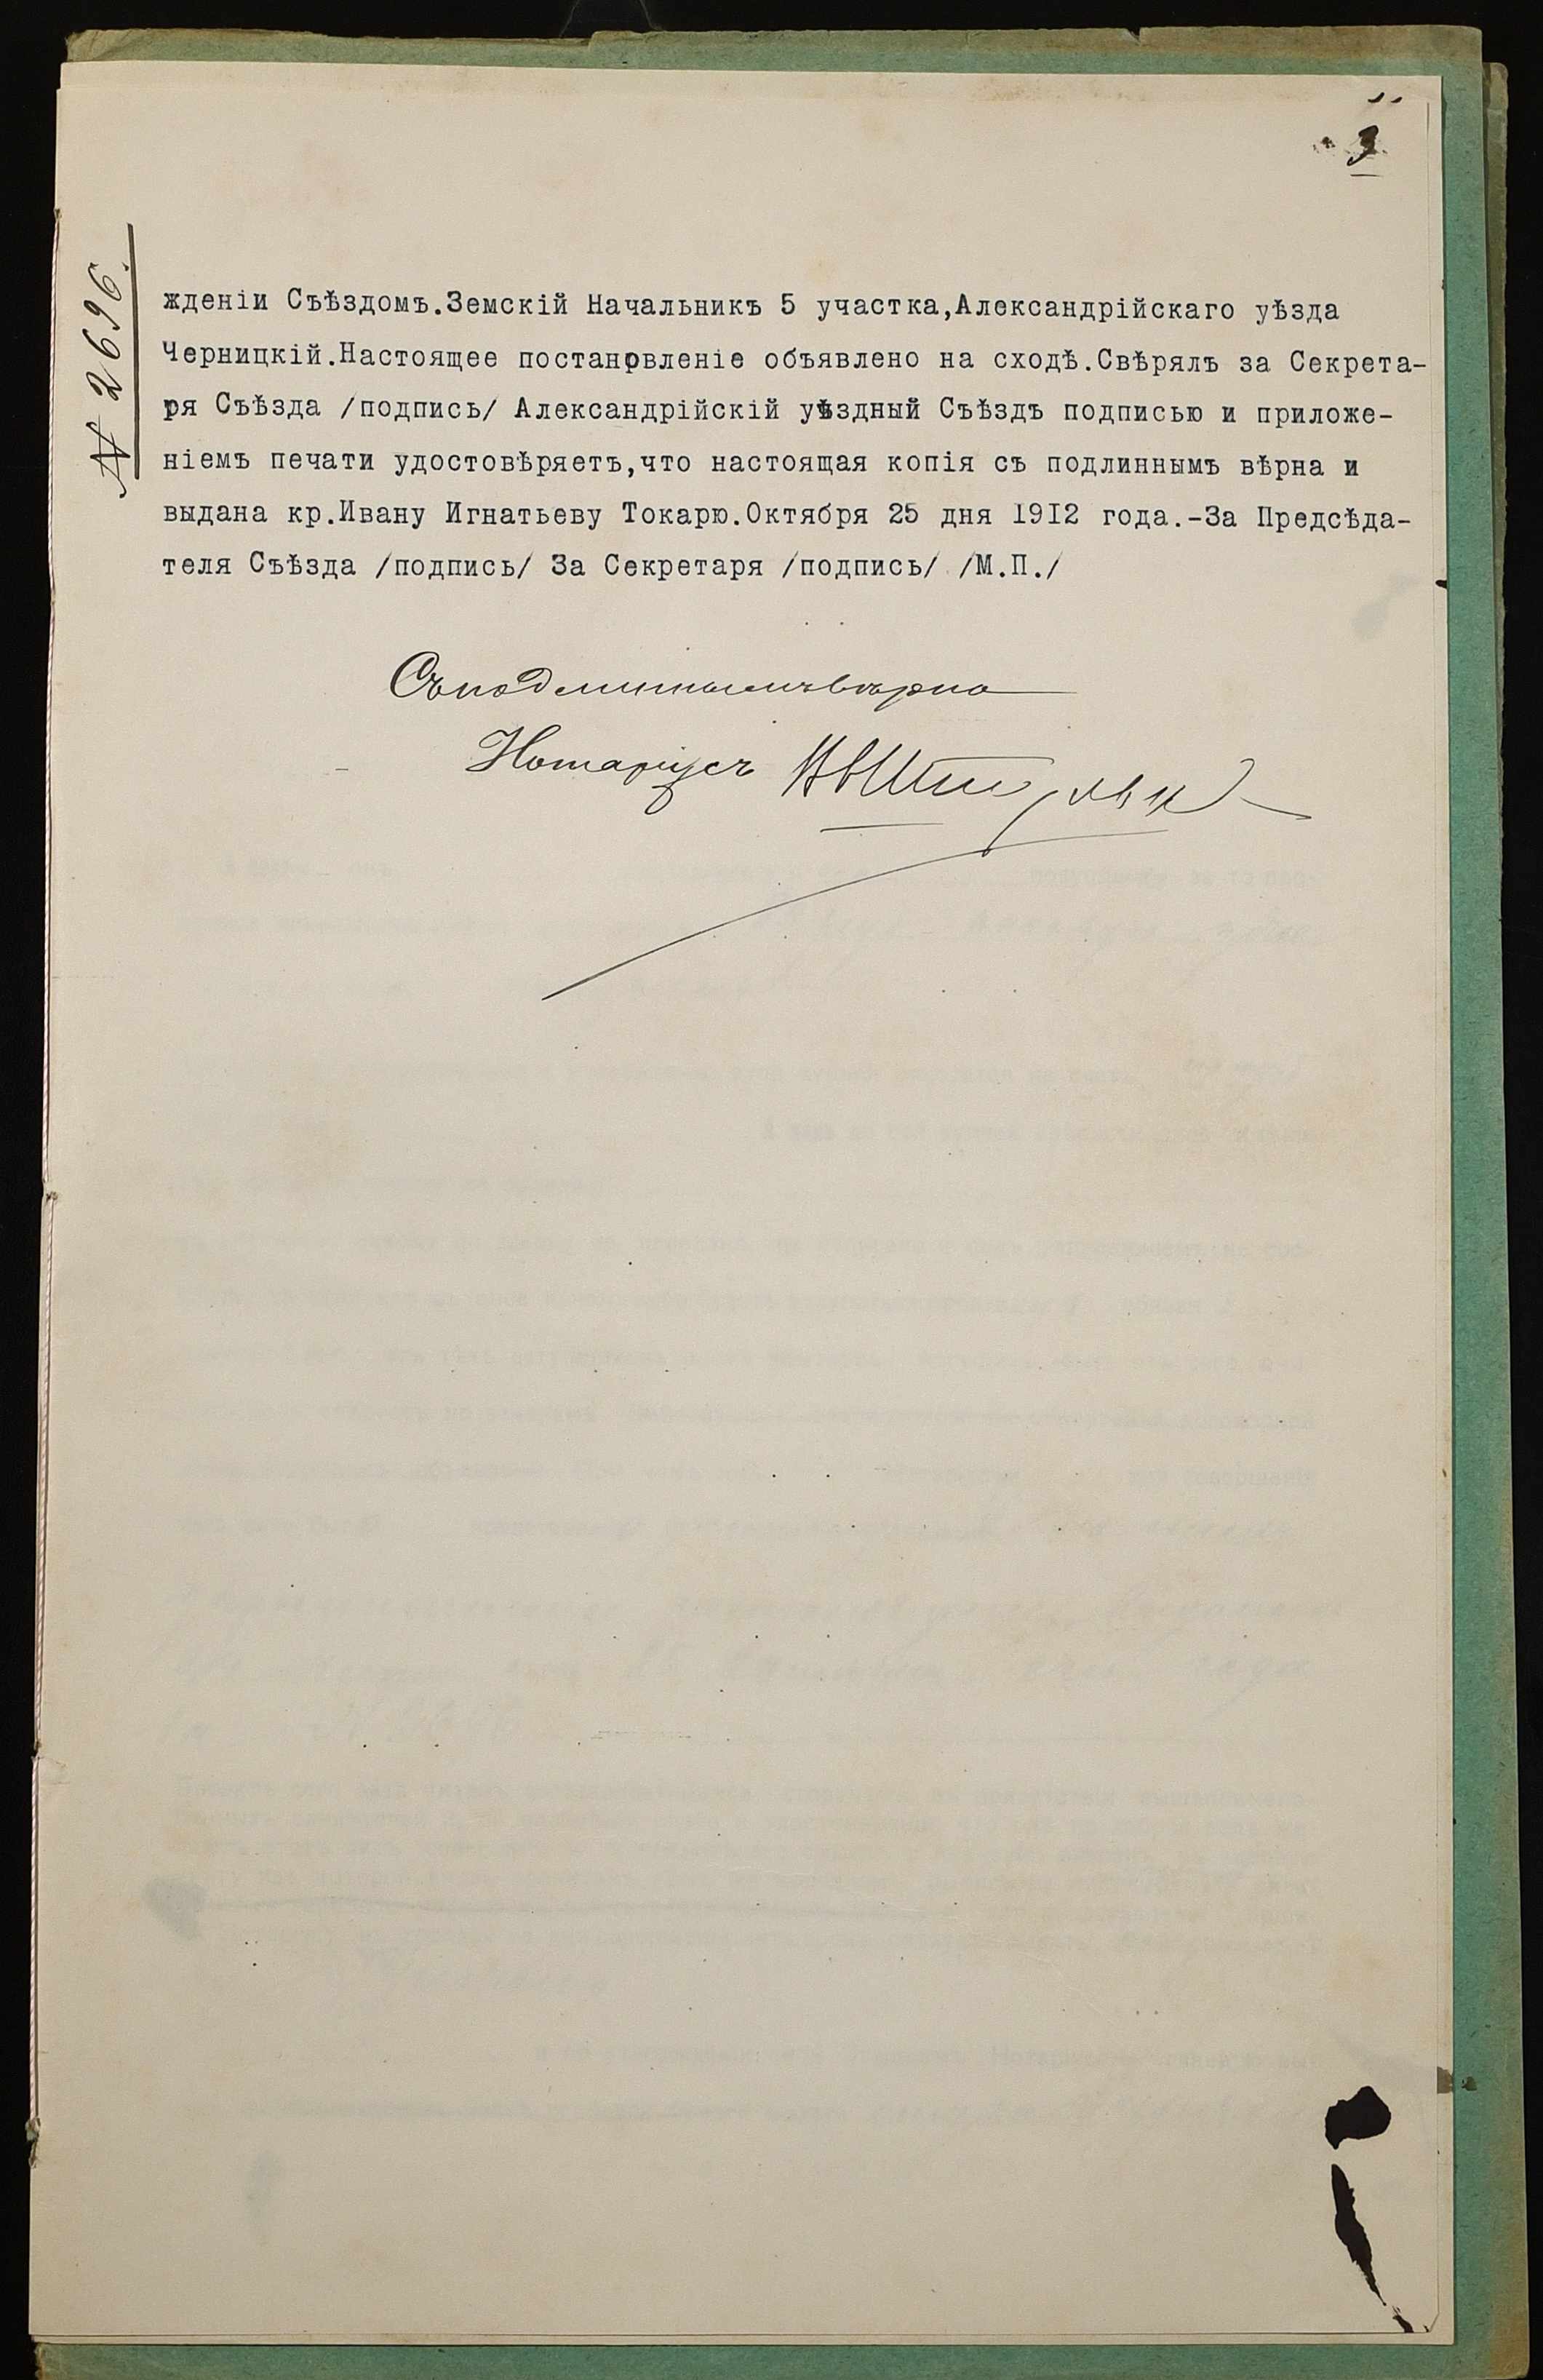 3
№ 2696.
жденіи Съѣздомъ.Земскій Начальникъ 5 участка,Александрійскаго уѣзда
Черницкій.Настоящее постановленіе объявлено на сходѣ.Свѣрялъ за Секрета-
ря Съѣзда /подпись/ Александрійскій уѣздный Съѣздъ подписью и приложе-
ніемъ печати удостовѣряетъ,что настоящая копія съ подлиннымъ вѣрна и
выдана кр.Ивану Игнатьеву Токарю.Октября 25 дня 1912 года.-За Предсѣда-
теля Съѣзда /подпись/ За Секретаря /подпись/ /М.П./
Съ подлиннымъ вѣрно
Нотаріусъ